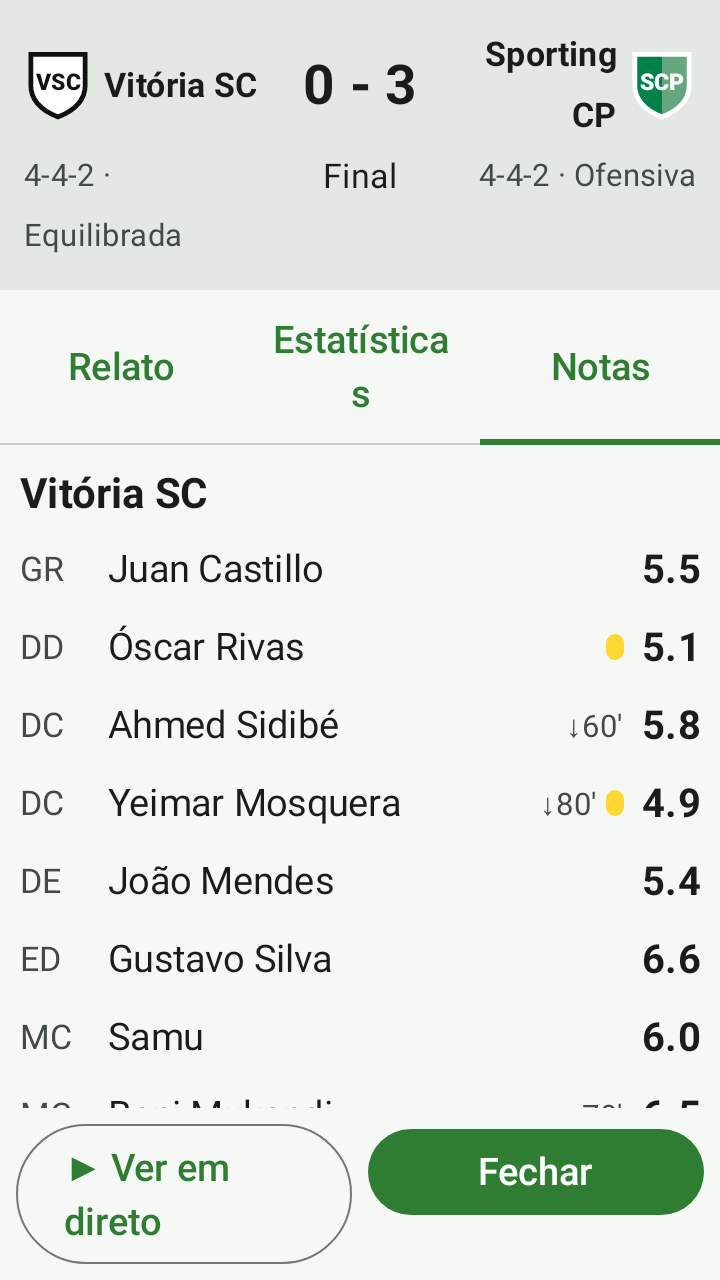 VSC Vitória SC 0 - 3 Sporting CP SCP
4-4-2 · Equilibrada
Final
4-4-2 · Ofensiva
Relato
Estatísticas
Notas
Vitória SC
GR Juan Castillo 5.5
DD Óscar Rivas 5.1
DC Ahmed Sidibé ↓60' 5.8
DC Yeimar Mosquera ↓80' 4.9
DE João Mendes 5.4
ED Gustavo Silva 6.6
MC Samu 6.0
► Ver em direto
Fechar